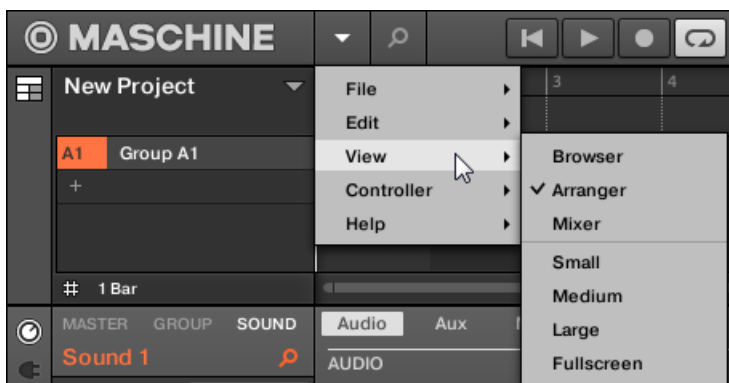 MASCHINE
New Project
3
4
File
Edit
A1 Group A1
View
Browser
+
Controller
Arranger
Help
Mixer
Small
# 1 Bar
Medium
MASTER GROUP SOUND
Audio Aux
Large
Sound 1
AUDIO
Fullscreen